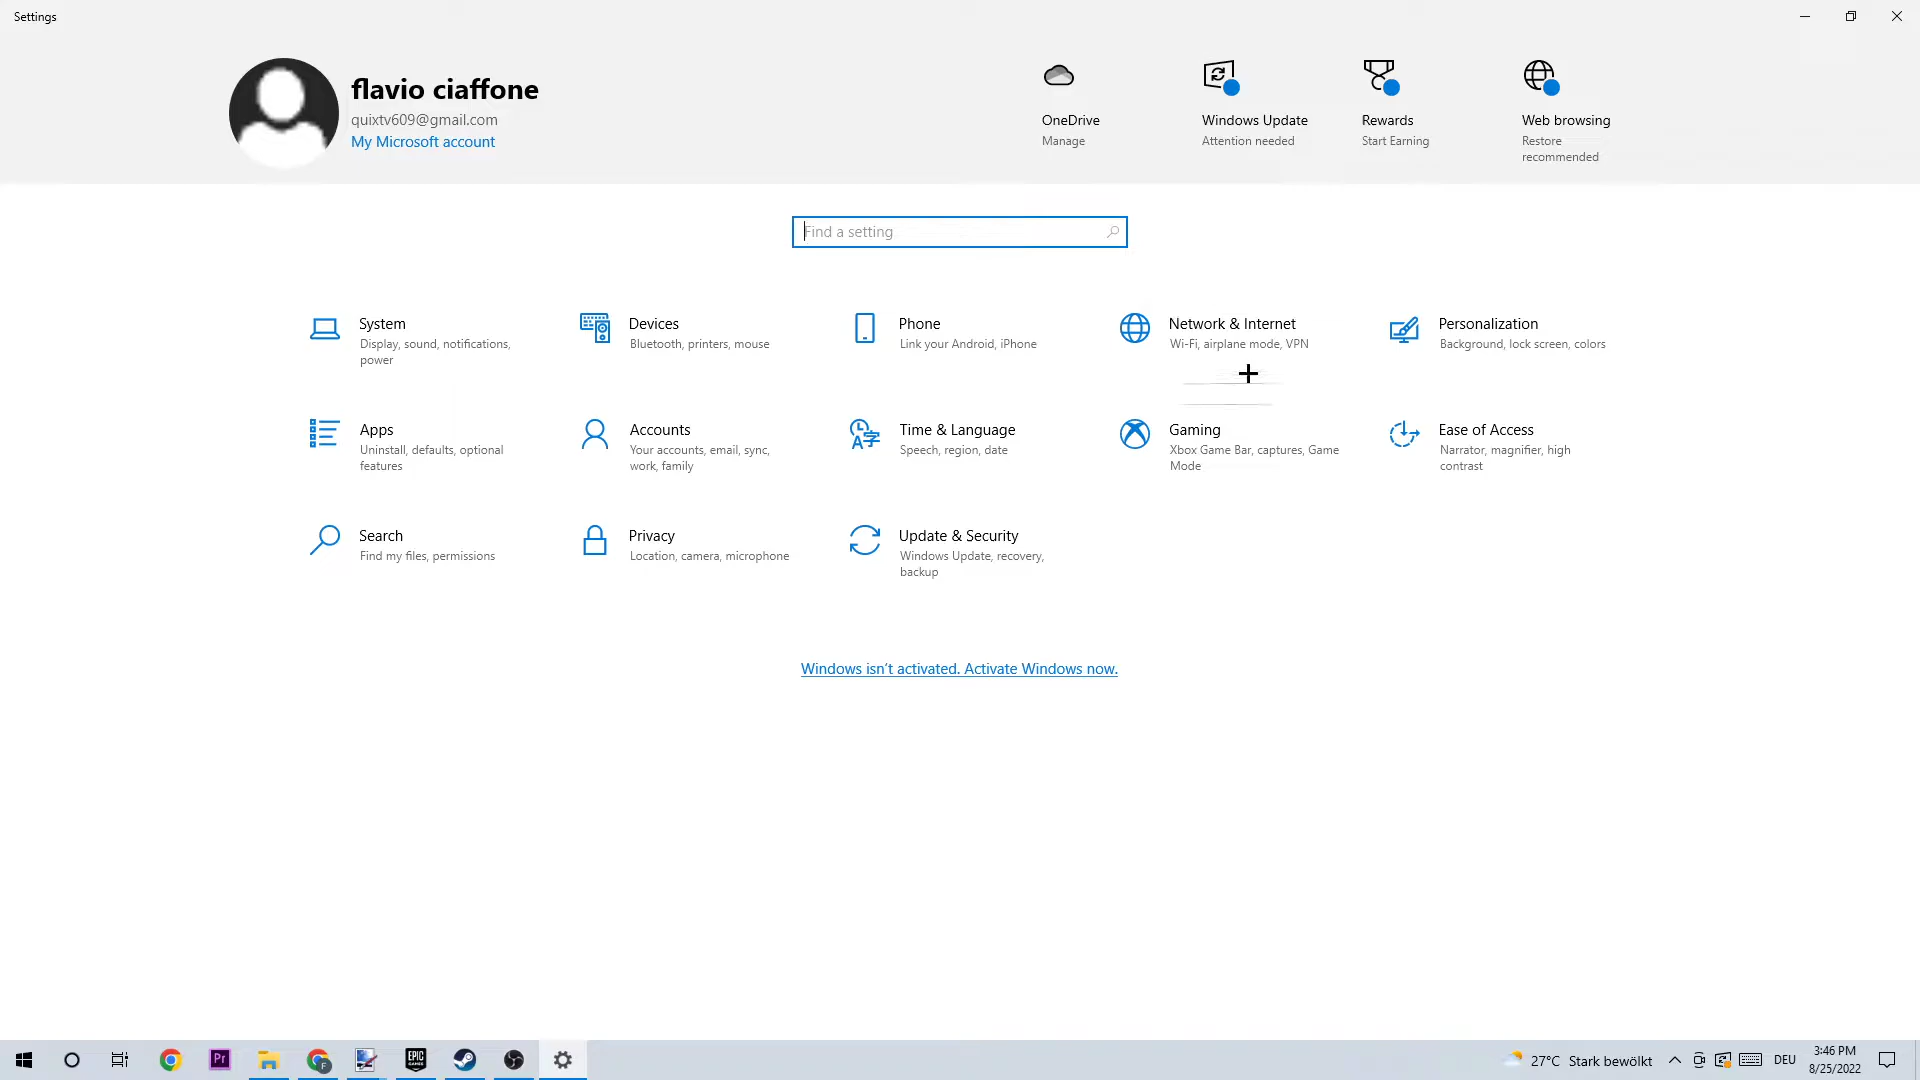 Settings
flavio ciaffone
quixtv609@gmail.com
My Microsoft account
OneDrive
Manage
Windows Update
Attention needed
Rewards
Start Earning
Web browsing
Restore
recommended
Find a setting
System
Display, sound, notifications,
power
Devices
Bluetooth, printers, mouse
Phone
Link your Android, iPhone
Network & Internet
Wi-Fi, airplane mode, VPN
Personalization
Background, lock screen, colors
Apps
Uninstall, defaults, optional
features
Accounts
Your accounts, email, sync,
work, family
Time & Language
Speech, region, date
Gaming
Xbox Game Bar, captures, Game
Mode
Ease of Access
Narrator, magnifier, high
contrast
Search
Find my files, permissions
Privacy
Location, camera, microphone
Update & Security
Windows Update, recovery,
backup
Windows isn't activated. Activate Windows now.
Pr
F
EPIC
GAMES
27°C Stark bewölkt
DEU
3:46 PM
8/25/2022